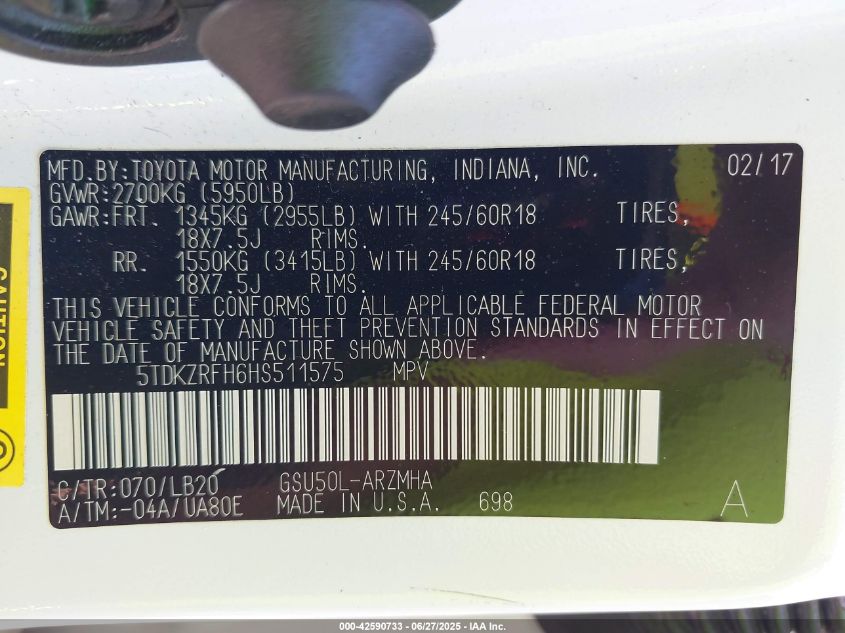 MFD.BY:TOYOTA MOTOR MANUFACTURING, INDIANA, INC. 02/17
GVWR:2700KG (5950LB)
GAWR:FRT. 1345KG (2955LB) WITH 245/60R18 TIRES,
18X7.5J RIMS.
RR. 1550KG (3415LB) WITH 245/60R18 TIRES,
18X7.5J RIMS.
THIS VEHICLE CONFORMS TO ALL APPLICABLE FEDERAL MOTOR
VEHICLE SAFETY AND THEFT PREVENTION STANDARDS IN EFFECT ON
THE DATE OF MANUFACTURE SHOWN ABOVE.
5TDKZRFH6HS511575 MPV
C/TR:070/LB20 GSU50L-ARZMHA
A/TM:-04A/UA80E MADE IN U.S.A. 698 A
CAUTION
000-42590733 - 06/27/2025 - IAA Inc.